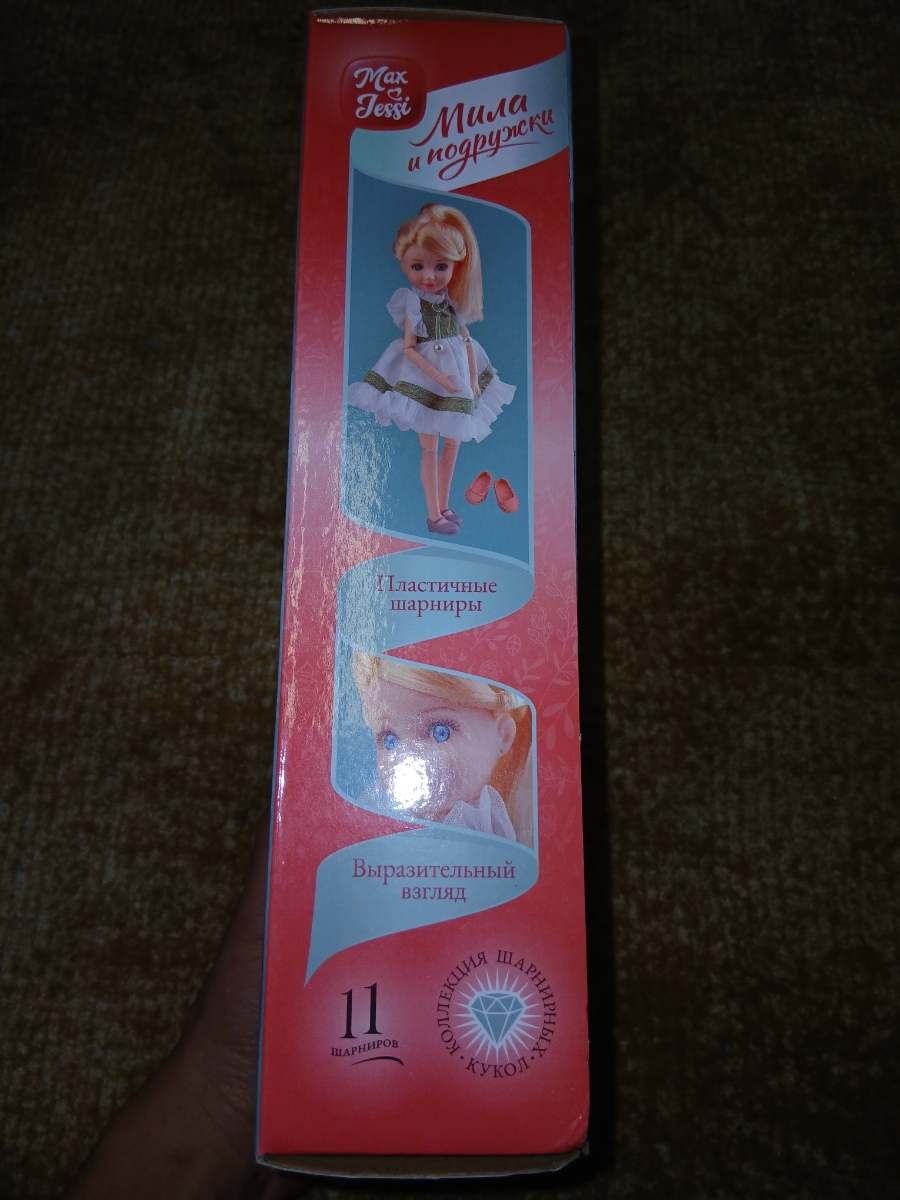 Max
Jessi
Мила
и подружки
Пластичные
шарниры
Выразительный
взгляд
11
ШАРНИРОВ
КОЛЛЕКЦИЯ ШАРНИРНЫХ
• КУКОЛ •